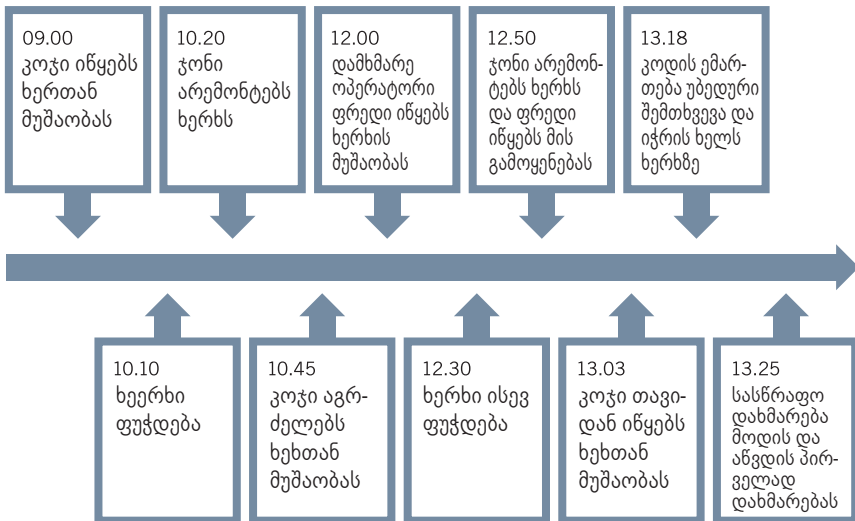 09.00
კოჯი იწყებს
ხერთან
მუშაობას
10.20
ჯონი
არემონტებს
ხერხს
12.00
დამხმარე
ოპერატორი
ფრედი იწყებს
ხერხის
მუშაობას
12.50
ჯონი არემონ-
ტებს ხერხს
და ფრედი
იწყებს მის
გამოყენებას
13.18
კოდის ემარ-
თება უბედური
შემთხვევა და
იჭრის ხელს
ხერხზე
10.10
ხეერხი
ფუჭდება
10.45
კოჯი აგრ-
ძელებს
ხეხთან
მუშაობას
12.30
ხერხი ისევ
ფუჭდება
13.03
კოჯი თავი-
დან იწყებს
ხეხთან
მუშაობას
13.25
სასწრაფო
დახმარება
მოდის და
აწვდის პირ-
ველად
დახმარებას